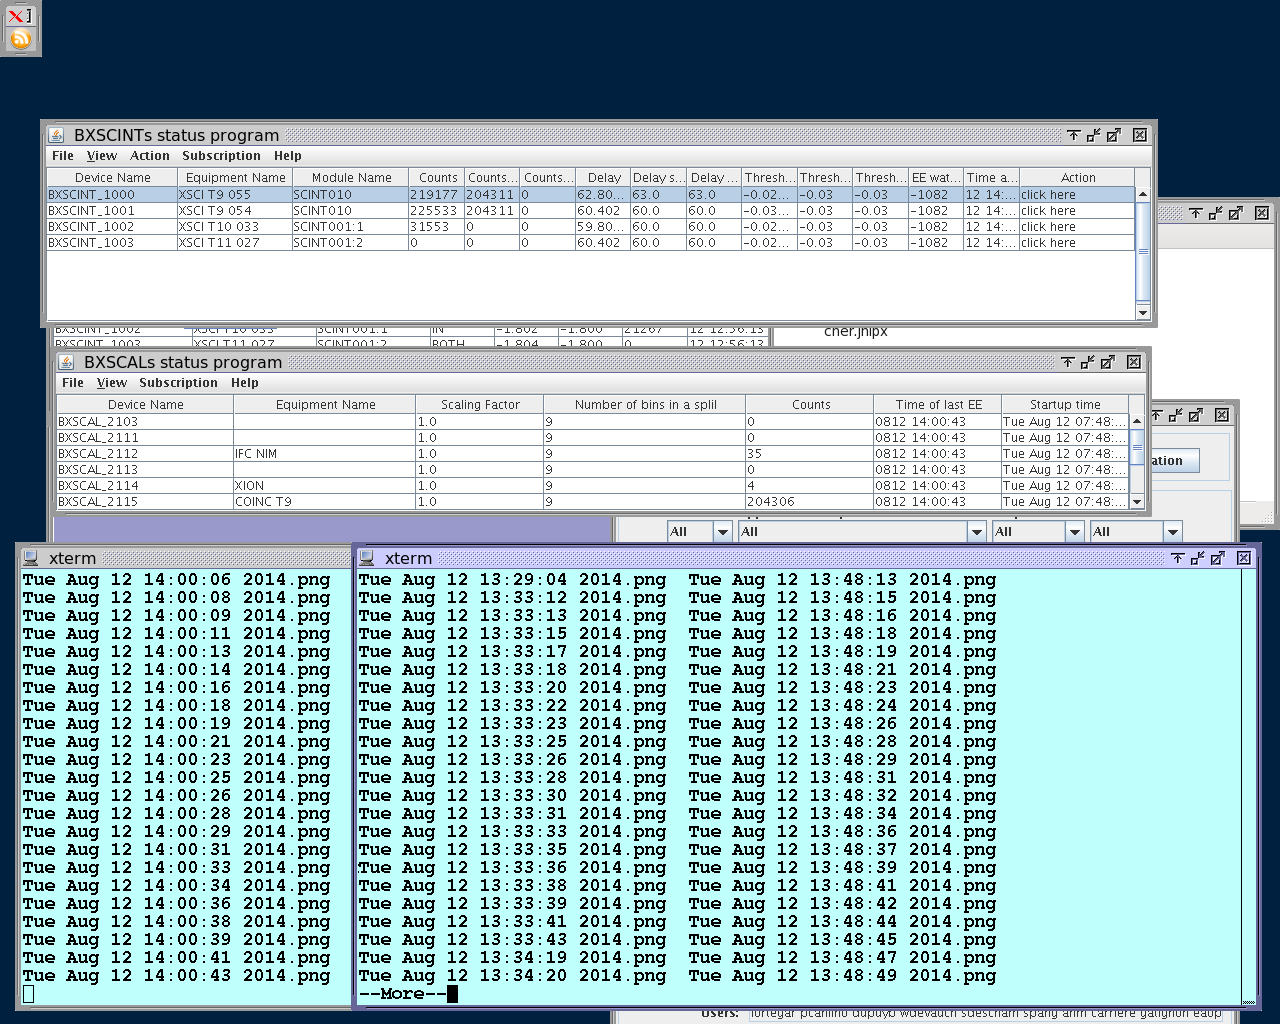 BXSCINTs status program
File View Action Subscription Help
Device Name Equipment Name Module Name Counts Counts... Counts... Delay Delay s... Delay ... Thresh... Thresh... Thresh... EE wat... Time a... Action
BXSCINT_1000 XSCI T9 055 SCINT010 219177 204311 0 62.80... 63.0 63.0 -0.02... -0.03 -0.03 -1082 12 14:... click here
BXSCINT_1001 XSCI T9 054 SCINT010 225533 204311 0 60.402 60.0 60.0 -0.03... -0.03 -0.03 -1082 12 14:... click here
BXSCINT_1002 XSCI T10 033 SCINT001:1 31553 0 0 59.80... 60.0 60.0 -0.02... -0.03 -0.03 -1082 12 14:... click here
BXSCINT_1003 XSCI T11 027 SCINT001:2 0 0 0 60.402 60.0 60.0 -0.02... -0.03 -0.03 -1082 12 14:... click here
BXSCINT_1002 XSCI T10 033 SCINT001:1 IN -1.802 -1.800 21267 12 12:56:13
cher.jnlpx
BXSCINT_1003 XSCI T11 027 SCINT001:2 BOTH -1.804 -1.800 0 12 12:56:13
BXSCALs status program
File View Subscription Help
Device Name Equipment Name Scaling Factor Number of bins in a splil Counts Time of last EE Startup time
BXSCAL_2103 1.0 9 0 0812 14:00:43 Tue Aug 12 07:48:...
BXSCAL_2111 1.0 9 0 0812 14:00:43 Tue Aug 12 07:48:...
BXSCAL_2112 IFC NIM 1.0 9 35 0812 14:00:43 Tue Aug 12 07:48:...
BXSCAL_2113 1.0 9 0 0812 14:00:43 Tue Aug 12 07:48:...
BXSCAL_2114 XION 1.0 9 4 0812 14:00:43 Tue Aug 12 07:48:...
BXSCAL_2115 COINC T9 1.0 9 204306 0812 14:00:43 Tue Aug 12 07:48:...
ation
All All All All
xterm
Tue Aug 12 14:00:06 2014.png
Tue Aug 12 14:00:08 2014.png
Tue Aug 12 14:00:09 2014.png
Tue Aug 12 14:00:11 2014.png
Tue Aug 12 14:00:13 2014.png
Tue Aug 12 14:00:14 2014.png
Tue Aug 12 14:00:16 2014.png
Tue Aug 12 14:00:18 2014.png
Tue Aug 12 14:00:19 2014.png
Tue Aug 12 14:00:21 2014.png
Tue Aug 12 14:00:23 2014.png
Tue Aug 12 14:00:25 2014.png
Tue Aug 12 14:00:26 2014.png
Tue Aug 12 14:00:28 2014.png
Tue Aug 12 14:00:29 2014.png
Tue Aug 12 14:00:31 2014.png
Tue Aug 12 14:00:33 2014.png
Tue Aug 12 14:00:34 2014.png
Tue Aug 12 14:00:36 2014.png
Tue Aug 12 14:00:38 2014.png
Tue Aug 12 14:00:39 2014.png
Tue Aug 12 14:00:41 2014.png
Tue Aug 12 14:00:43 2014.png
xterm
Tue Aug 12 13:29:04 2014.png Tue Aug 12 13:48:13 2014.png
Tue Aug 12 13:33:12 2014.png Tue Aug 12 13:48:15 2014.png
Tue Aug 12 13:33:13 2014.png Tue Aug 12 13:48:16 2014.png
Tue Aug 12 13:33:15 2014.png Tue Aug 12 13:48:18 2014.png
Tue Aug 12 13:33:17 2014.png Tue Aug 12 13:48:19 2014.png
Tue Aug 12 13:33:18 2014.png Tue Aug 12 13:48:21 2014.png
Tue Aug 12 13:33:20 2014.png Tue Aug 12 13:48:23 2014.png
Tue Aug 12 13:33:22 2014.png Tue Aug 12 13:48:24 2014.png
Tue Aug 12 13:33:23 2014.png Tue Aug 12 13:48:26 2014.png
Tue Aug 12 13:33:25 2014.png Tue Aug 12 13:48:28 2014.png
Tue Aug 12 13:33:26 2014.png Tue Aug 12 13:48:29 2014.png
Tue Aug 12 13:33:28 2014.png Tue Aug 12 13:48:31 2014.png
Tue Aug 12 13:33:30 2014.png Tue Aug 12 13:48:32 2014.png
Tue Aug 12 13:33:31 2014.png Tue Aug 12 13:48:34 2014.png
Tue Aug 12 13:33:33 2014.png Tue Aug 12 13:48:36 2014.png
Tue Aug 12 13:33:35 2014.png Tue Aug 12 13:48:37 2014.png
Tue Aug 12 13:33:36 2014.png Tue Aug 12 13:48:39 2014.png
Tue Aug 12 13:33:38 2014.png Tue Aug 12 13:48:41 2014.png
Tue Aug 12 13:33:39 2014.png Tue Aug 12 13:48:42 2014.png
Tue Aug 12 13:33:41 2014.png Tue Aug 12 13:48:44 2014.png
Tue Aug 12 13:33:43 2014.png Tue Aug 12 13:48:45 2014.png
Tue Aug 12 13:34:19 2014.png Tue Aug 12 13:48:47 2014.png
Tue Aug 12 13:34:20 2014.png Tue Aug 12 13:48:49 2014.png
--More--
Users: